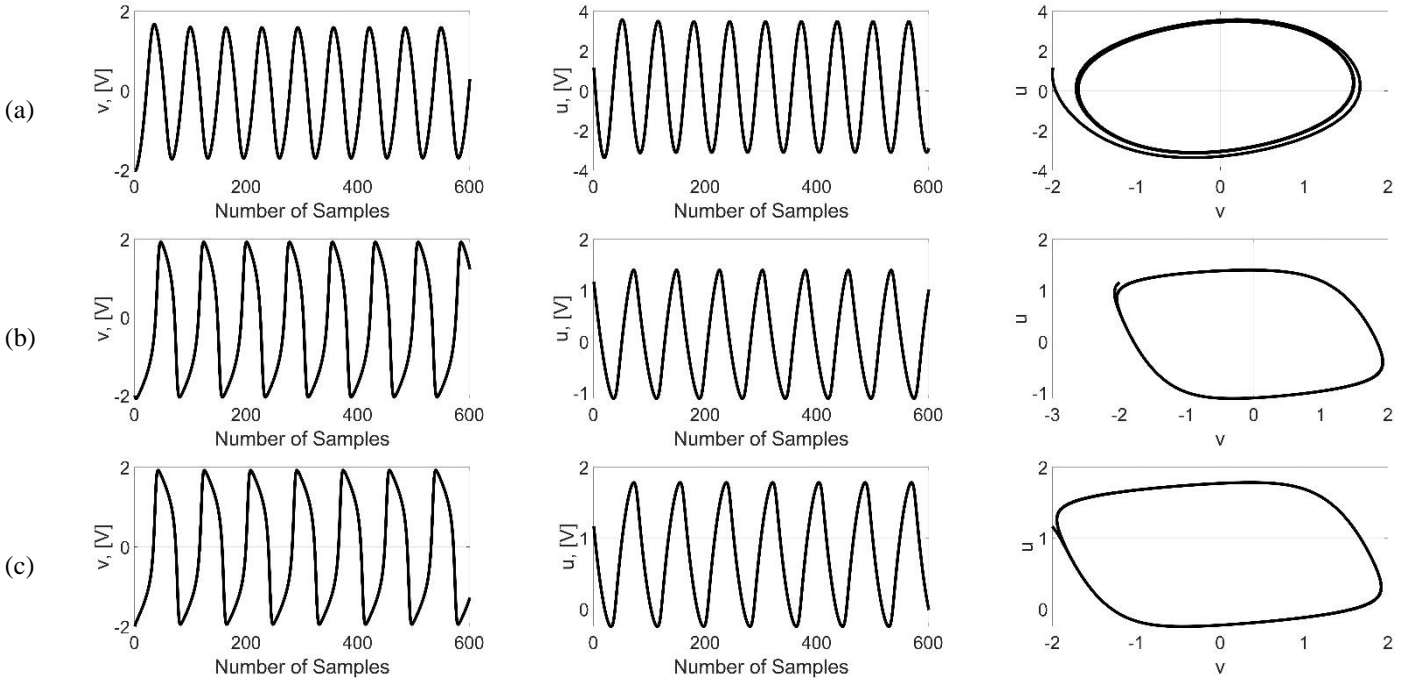 (a)
2
0
-2
v, [V]
0 200 400 600
Number of Samples
4
2
0
-2
-4
u, [V]
0 200 400 600
Number of Samples
4
2
0
-2
-4
u
-2 -1 0 1 2
v
(b)
2
0
-2
v, [V]
0 200 400 600
Number of Samples
2
1
0
-1
u, [V]
0 200 400 600
Number of Samples
2
1
0
-1
u
-3 -2 -1 0 1 2
v
(c)
2
0
-2
v, [V]
0 200 400 600
Number of Samples
2
1
0
u, [V]
0 200 400 600
Number of Samples
2
1
0
u
-2 -1 0 1 2
v